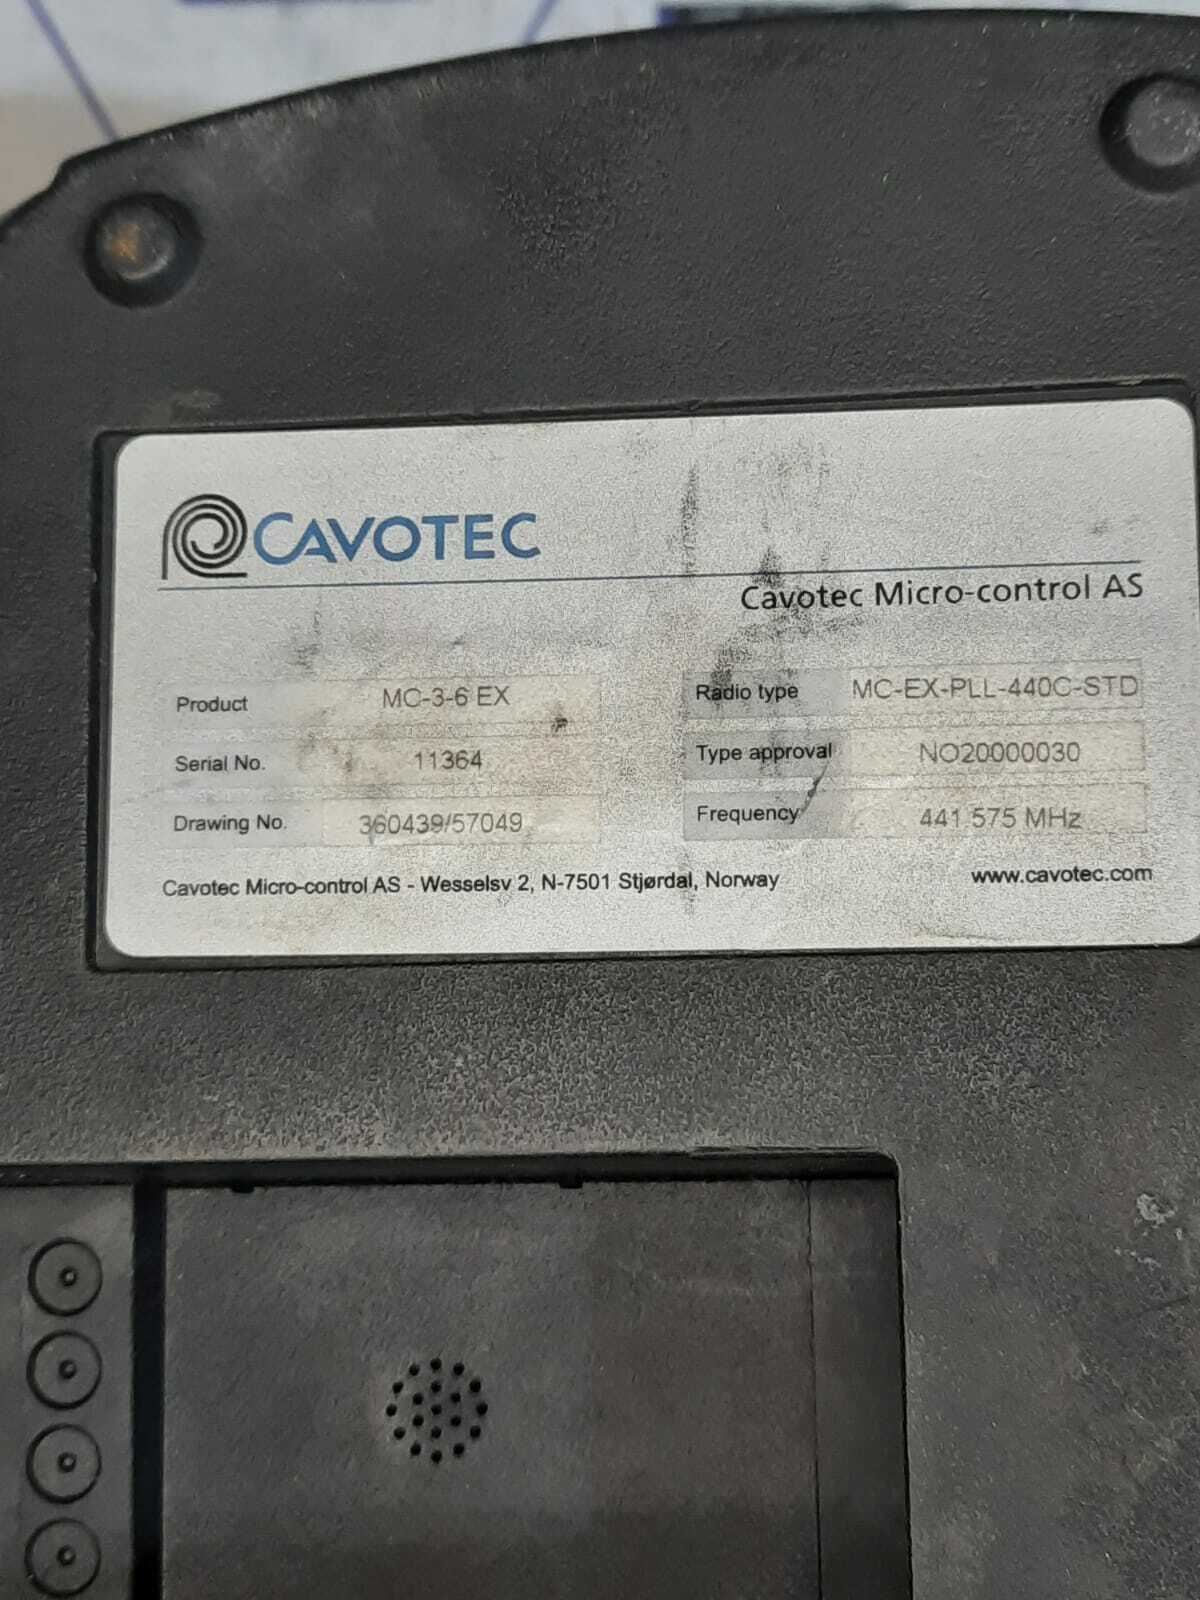 CAVOTEC
Cavotec Micro-control AS
Product MC-3-6 EX
Serial No. 11364
Drawing No. 360439/57049
Radio type MC-EX-PLL-440C-STD
Type approval NO20000030
Frequency 441.575 MHz
Cavotec Micro-control AS - Wesselsv 2, N-7501 Stjørdal, Norway
www.cavotec.com